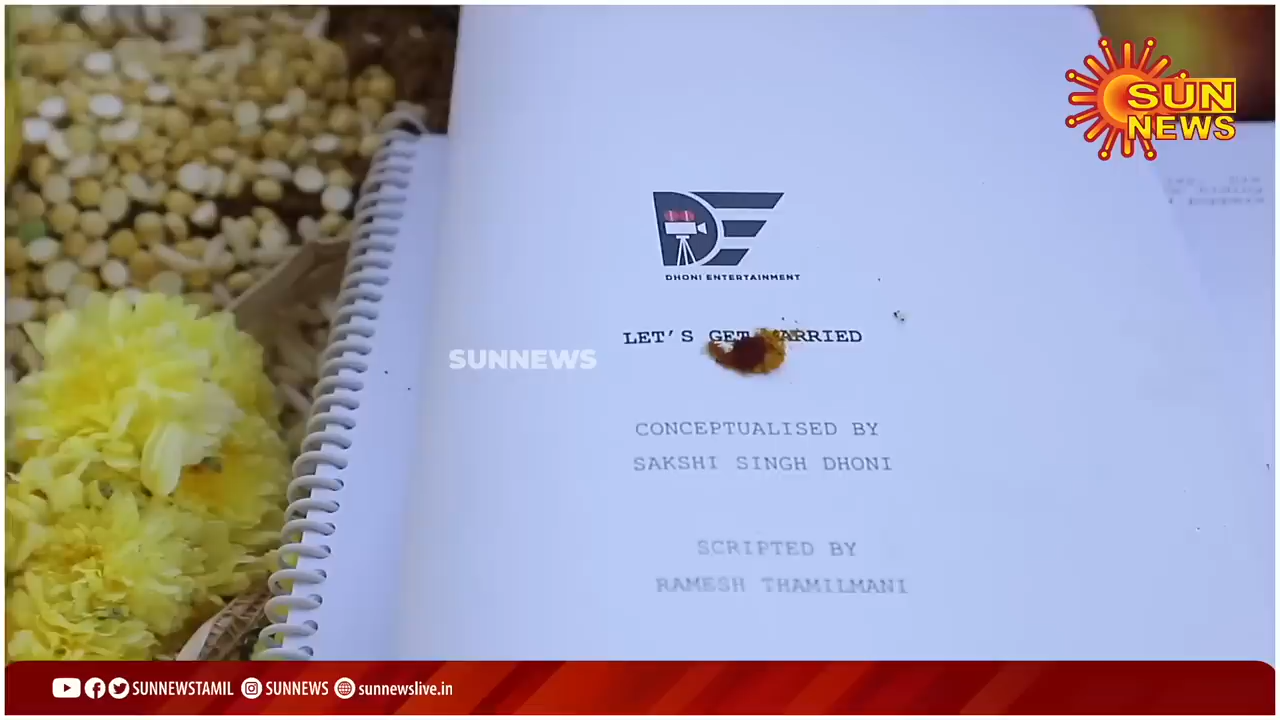 SUN
NEWS
DHONI ENTERTAINMENT
LET'S GET MARRIED
SUNNEWS
CONCEPTUALISED BY
SAKSHI SINGH DHONI
SCRIPTED BY
RAMESH THAMILMANI
SUNNEWSTAMIL SUNNEWS sunnewslive.in